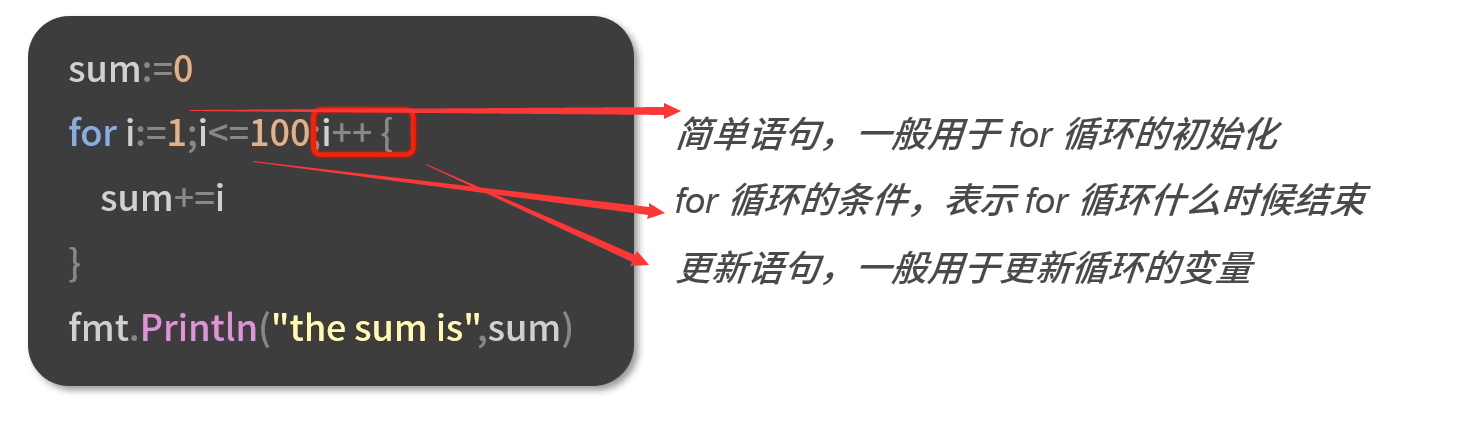 sum:=0
for i:=1;i<=100;i++ {
sum+=i
}
fmt.Println("the sum is",sum)
简单语句，一般用于 for 循环的初始化
for 循环的条件，表示 for 循环什么时候结束
更新语句，一般用于更新循环的变量